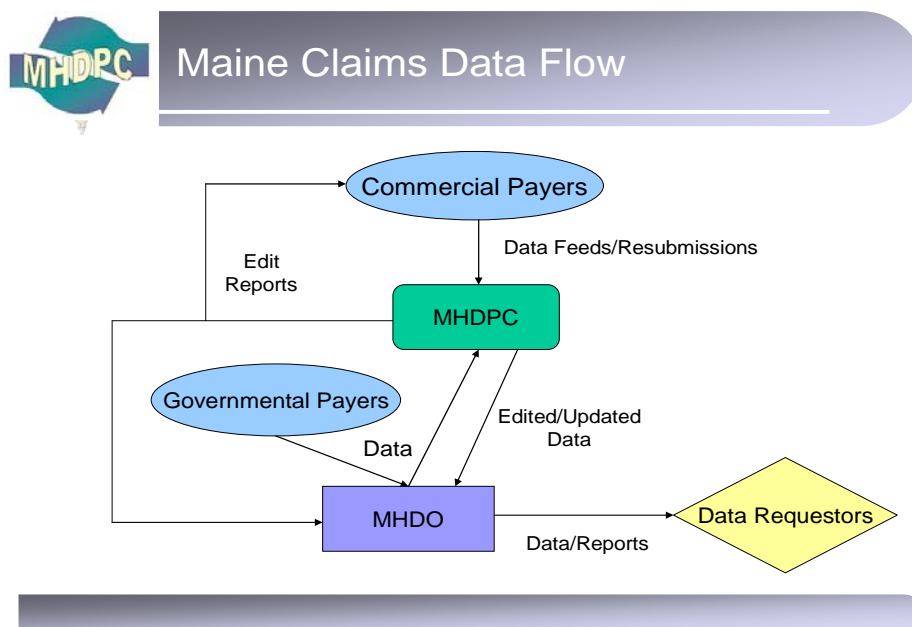 MHDPC
Maine Claims Data Flow
Commercial Payers
Data Feeds/Resubmissions
Edit
Reports
MHDPC
Governmental Payers
Edited/Updated
Data
Data
MHDO
Data Requestors
Data/Reports